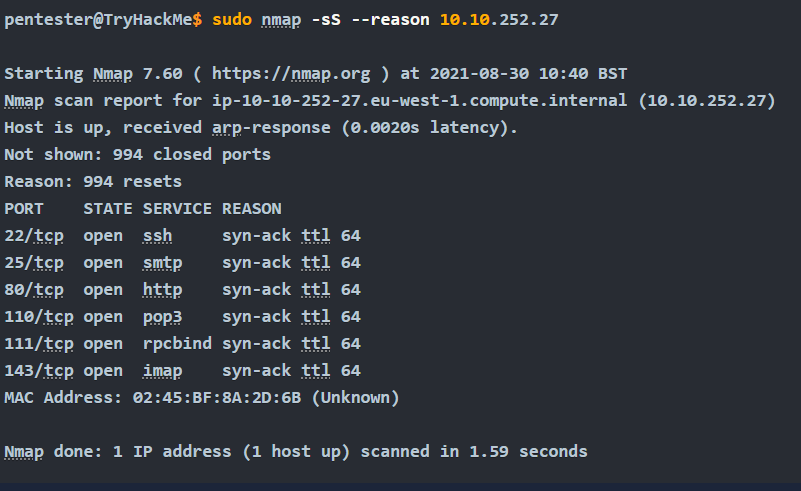 pentester@TryHackMe$ sudo nmap -sS --reason 10.10.252.27
Starting Nmap 7.60 ( https://nmap.org ) at 2021-08-30 10:40 BST
Nmap scan report for ip-10-10-252-27.eu-west-1.compute.internal (10.10.252.27)
Host is up, received arp-response (0.0020s latency).
Not shown: 994 closed ports
Reason: 994 resets
PORT    STATE SERVICE REASON
22/tcp  open  ssh     syn-ack ttl 64
25/tcp  open  smtp    syn-ack ttl 64
80/tcp  open  http    syn-ack ttl 64
110/tcp open  pop3    syn-ack ttl 64
111/tcp open  rpcbind syn-ack ttl 64
143/tcp open  imap    syn-ack ttl 64
MAC Address: 02:45:BF:8A:2D:6B (Unknown)
Nmap done: 1 IP address (1 host up) scanned in 1.59 seconds